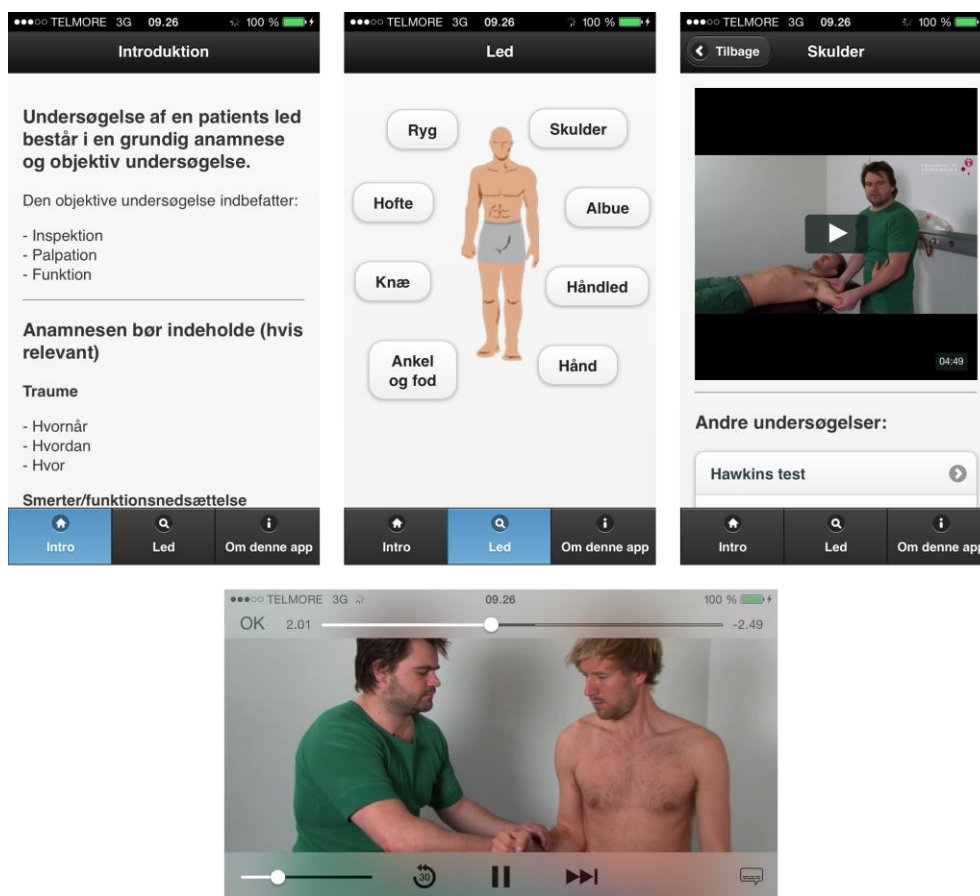 TELMORE 3G 09.26 100 %
Introduktion
Undersøgelse af en patients led
består i en grundig anamnese
og objektiv undersøgelse.
Den objektive undersøgelse indbefatter:
- Inspektion
- Palpation
- Funktion
Anamnesen bør indeholde (hvis
relevant)
Traume
- Hvornår
- Hvordan
- Hvor
Smerter/funktionsnedsættelse
Intro Led Om denne app
TELMORE 3G 09.26 100 %
Led
Ryg
Skulder
Hofte
Albue
Knæ
Håndled
Ankel
og fod
Hånd
Intro Led Om denne app
TELMORE 3G 09.26 100 %
Tilbage Skulder
04:49
Andre undersøgelser:
Hawkins test
Intro Led Om denne app
TELMORE 3G 09.26 100 %
OK 2.01 -2.49
30